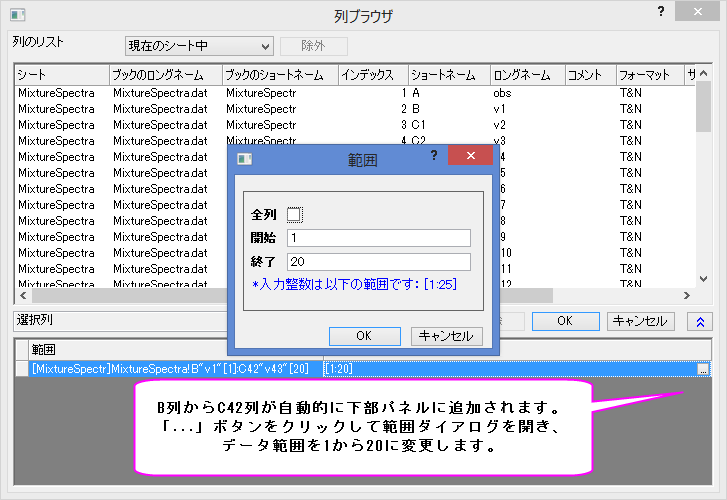 列ブラウザ
? ×
列のリスト 現在のシート中 除外
シート ブックのロングネーム ブックのショートネーム インデックス ショートネーム ロングネーム コメント フォーマット サ
MixtureSpectra MixtureSpectra.dat MixtureSpectr 1 A obs T&N
MixtureSpectra MixtureSpectra.dat MixtureSpectr 2 B v1 T&N
MixtureSpectra MixtureSpectra.dat MixtureSpectr 3 C1 v2 T&N
MixtureSpectra MixtureSpectra.dat MixtureSpectr 4 C2 v3 T&N
MixtureSpectra MixtureSpectra.dat 4 T&N
MixtureSpectra MixtureSpectra.dat 5 T&N
MixtureSpectra MixtureSpectra.dat 6 T&N
MixtureSpectra MixtureSpectra.dat 7 T&N
MixtureSpectra MixtureSpectra.dat 8 T&N
MixtureSpectra MixtureSpectra.dat 9 T&N
MixtureSpectra MixtureSpectra.dat 10 T&N
MixtureSpectra MixtureSpectra.dat 11 T&N
MixtureSpectra MixtureSpectra.dat 12 T&N
範囲
? ×
全列
開始 1
終了 20
*入力整数は以下の範囲です: [1:25]
OK キャンセル
選択列 OK キャンセル
範囲
[MixtureSpectr]MixtureSpectra!B"v1"[1]:C42"v43"[20] [1:20] ...
B列からC42列が自動的に下部パネルに追加されます。
「...」ボタンをクリックして範囲ダイアログを開き、
データ範囲を1から20に変更します。